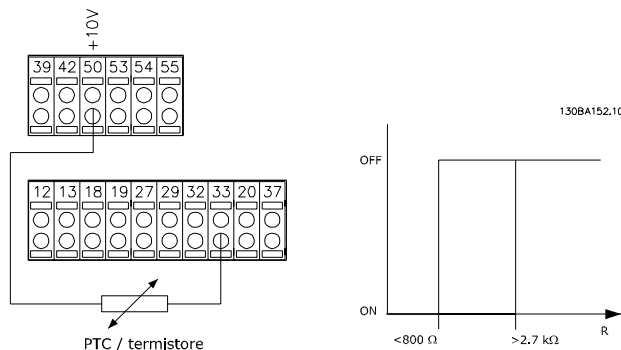 +10V
39 42 50 53 54 55
130BA152.10
OFF
12 13 18 19 27 29 32 33 20 37
ON
R
<800 Ω >2.7 kΩ
PTC / termistore